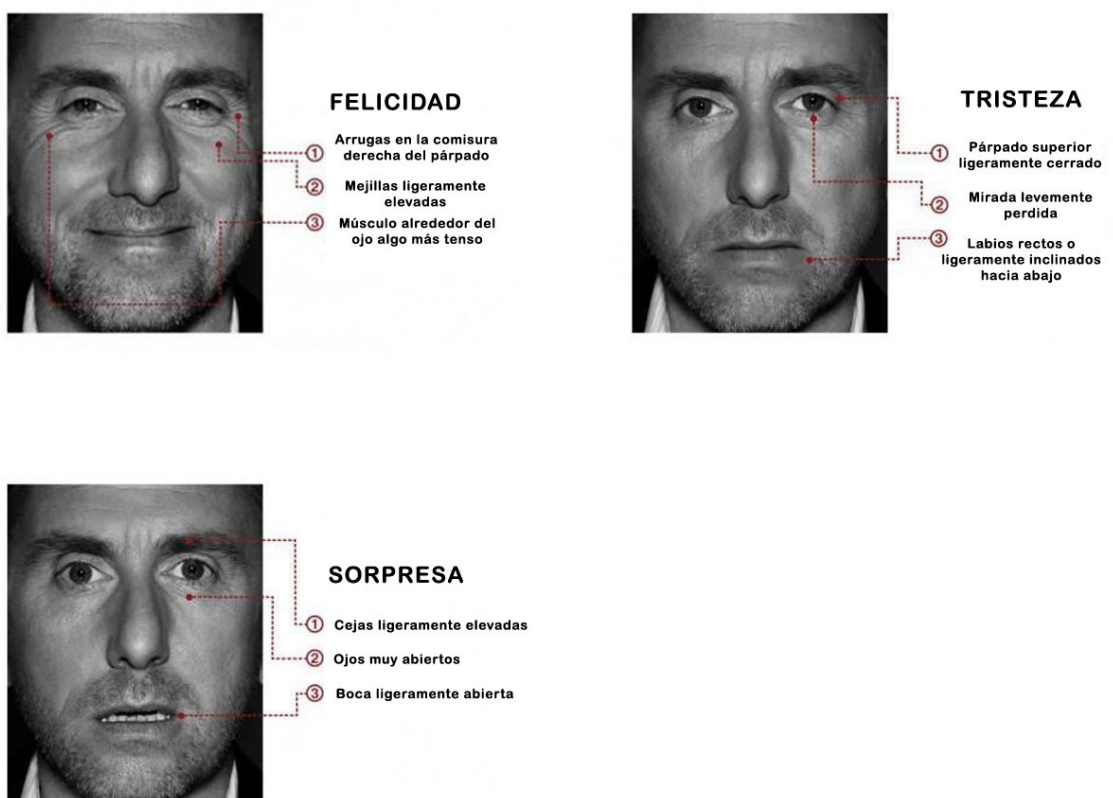 FELICIDAD
1 Arrugas en la comisura
derecha del párpado
2 Mejillas ligeramente
elevadas
3 Músculo alrededor del
ojo algo más tenso
TRISTEZA
1 Párpado superior
ligeramente cerrado
2 Mirada levemente
perdida
3 Labios rectos o
ligeramente inclinados
hacia abajo
SORPRESA
1 Cejas ligeramente elevadas
2 Ojos muy abiertos
3 Boca ligeramente abierta